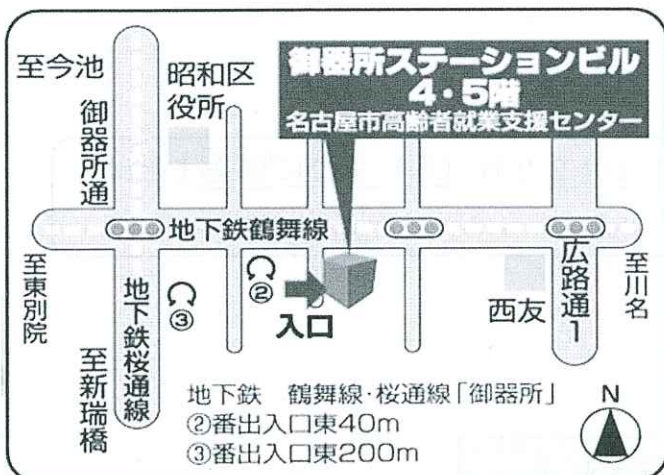 至今池
御器所通
昭和区
役所
御器所ステーションビル
4・5階
名古屋市高齢者就業支援センター
地下鉄鶴舞線
至東別院
地下鉄桜通線
至新瑞橋
③
②
入口
西友
広路通1
至川名
地下鉄 鶴舞線・桜通線「御器所」
②番出入口東40m
③番出入口東200m
N